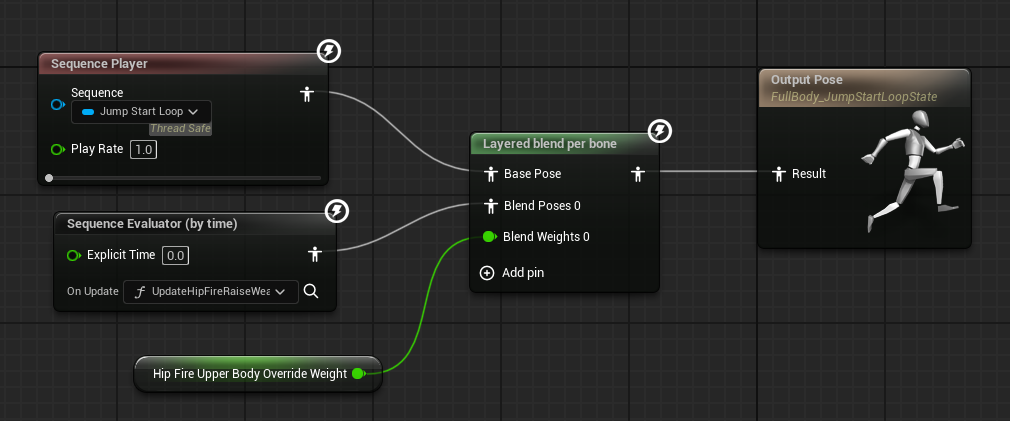 Sequence Player
Sequence
Jump Start Loop
Thread Safe
Play Rate 1.0
Sequence Evaluator (by time)
Explicit Time 0.0
On Update UpdateHipFireRaiseWea
Hip Fire Upper Body Override Weight
Layered blend per bone
Base Pose
Blend Poses 0
Blend Weights 0
Add pin
Output Pose
FullBody_JumpStartLoopState
Result